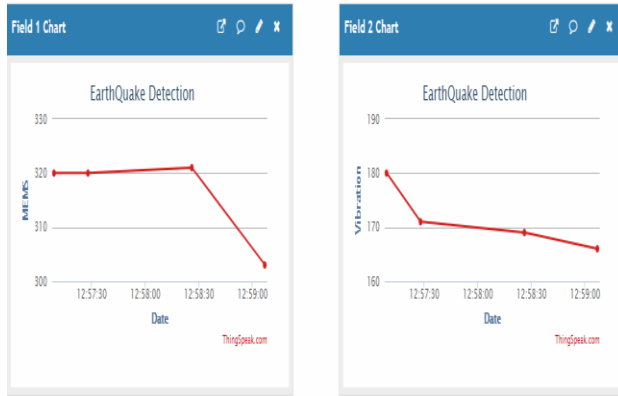 Field 1 Chart
EarthQuake Detection
330
320
310
300
MEMS
12:57:30 12:58:00 12:58:30 12:59:00
Date
ThingSpeak.com
Field 2 Chart
EarthQuake Detection
190
180
170
160
Vibration
12:57:30 12:58:00 12:58:30 12:59:00
Date
ThingSpeak.com